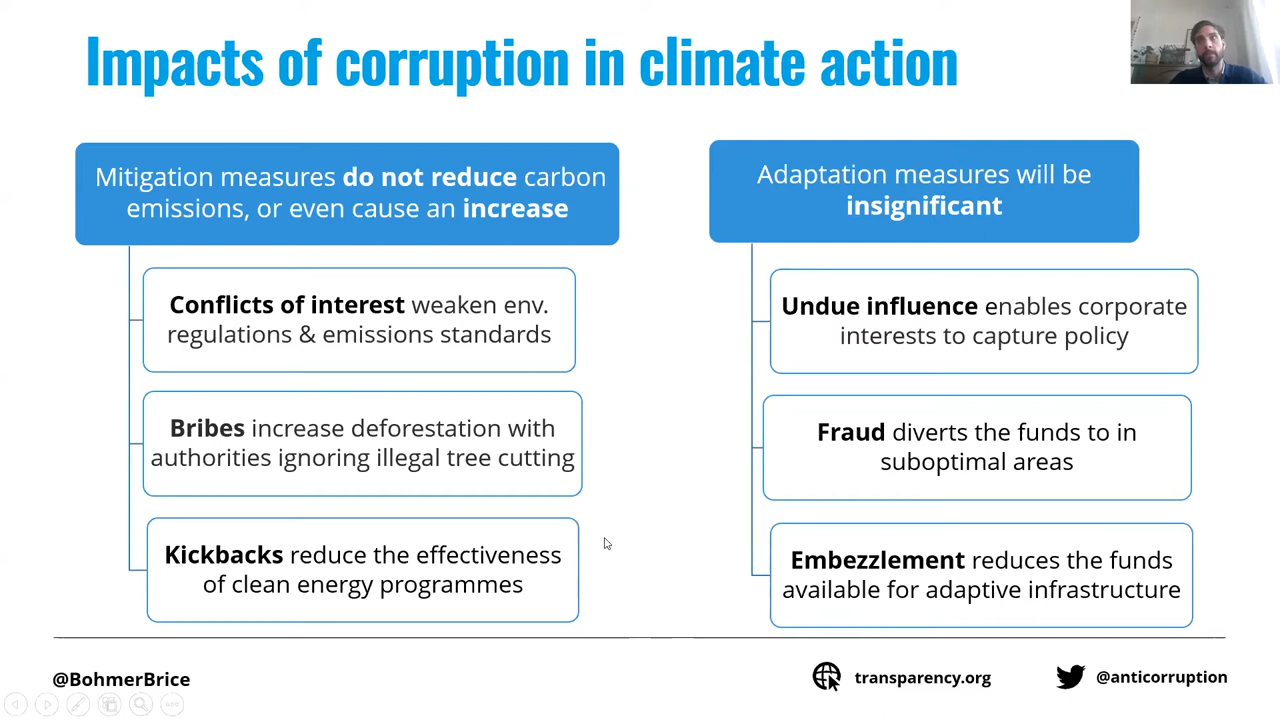 Impacts of corruption in climate action
Mitigation measures do not reduce carbon
emissions, or even cause an increase
Conflicts of interest weaken env.
regulations & emissions standards
Bribes increase deforestation with
authorities ignoring illegal tree cutting
Kickbacks reduce the effectiveness
of clean energy programmes
Adaptation measures will be
insignificant
Undue influence enables corporate
interests to capture policy
Fraud diverts the funds to in
suboptimal areas
Embezzlement reduces the funds
available for adaptive infrastructure
@BohmerBrice
transparency.org
@anticorruption